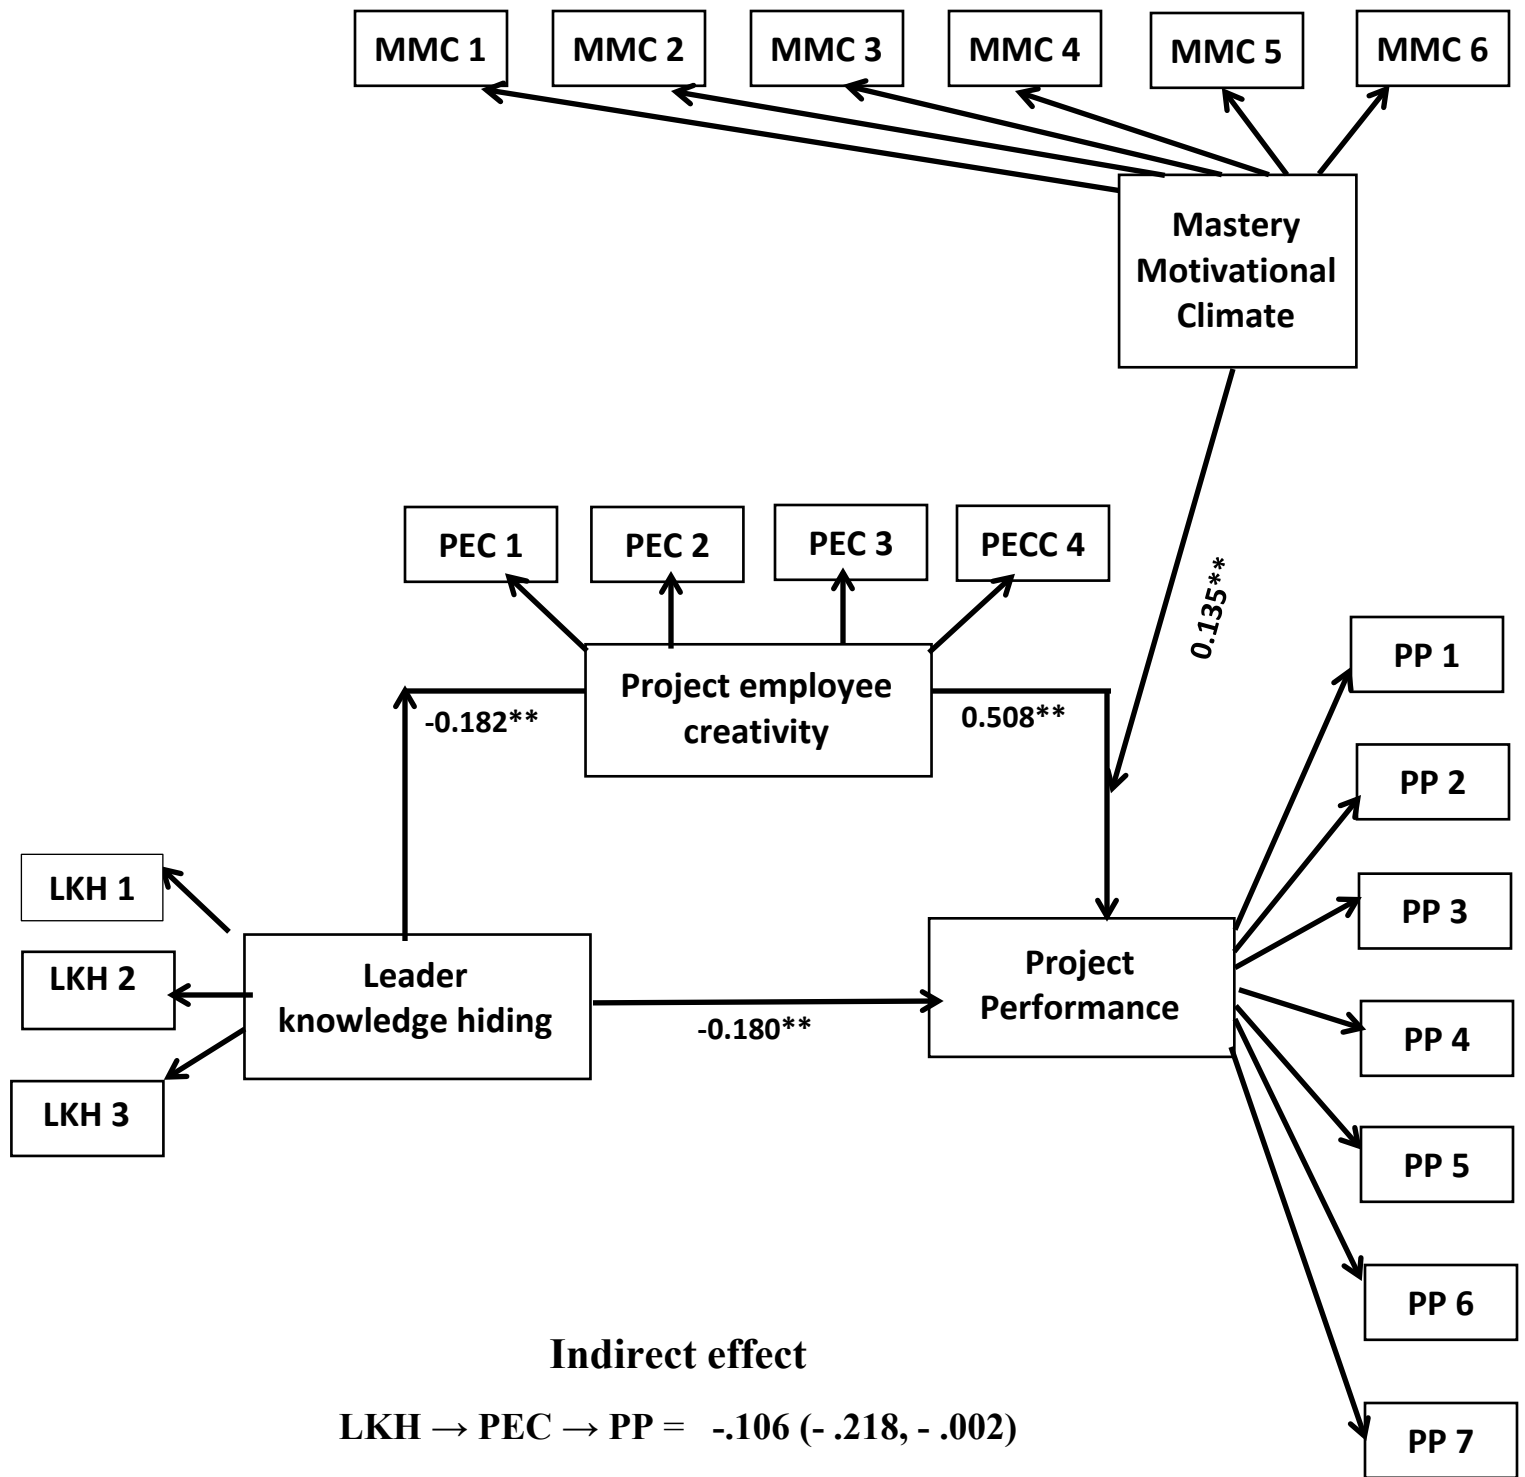 MMC 1
MMC 2
MMC 3
MMC 4
MMC 5
MMC 6
Mastery
Motivational
Climate
PEC 1
PEC 2
PEC 3
PECC 4
0.135**
Project employee
creativity
-0.182**
0.508**
PP 1
PP 2
PP 3
PP 4
PP 5
PP 6
PP 7
LKH 1
LKH 2
LKH 3
Leader
knowledge hiding
-0.180**
Project
Performance
Indirect effect
LKH → PEC → PP = -.106 (- .218, - .002)